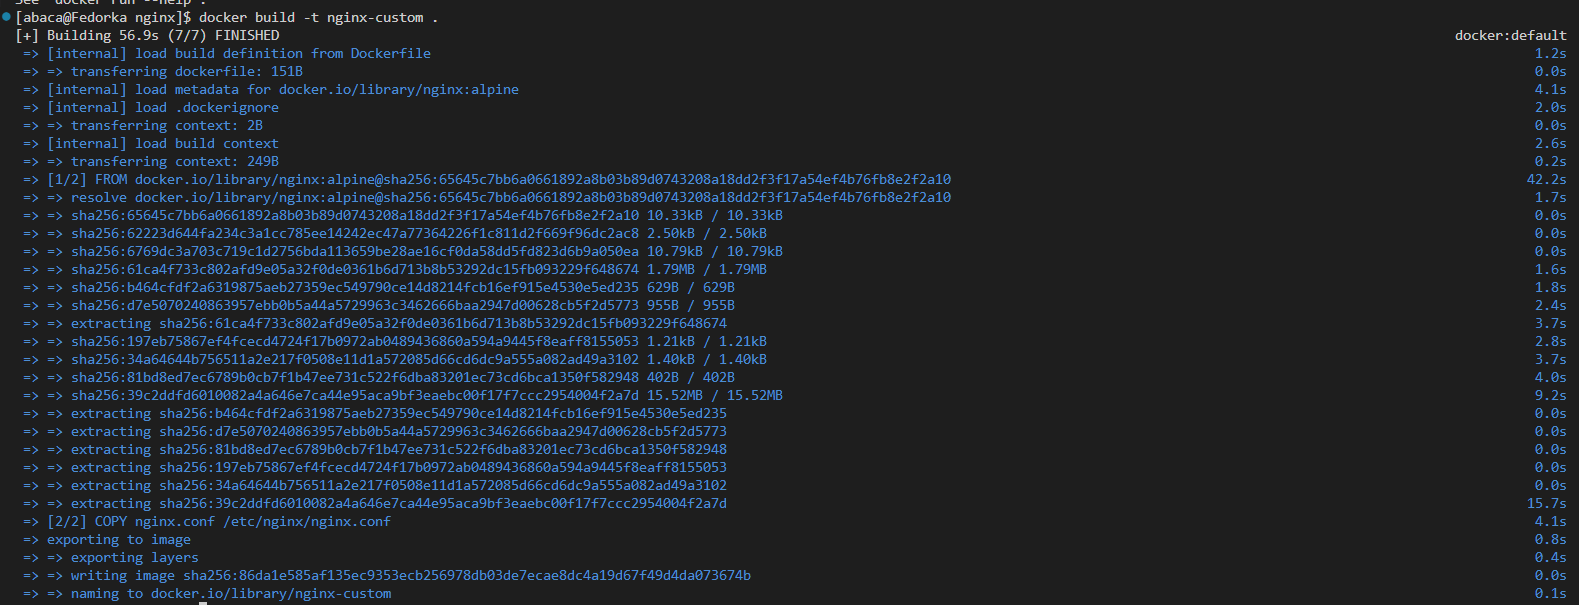 See 'docker run --help'.
[abaca@Fedorka nginx]$ docker build -t nginx-custom .
[+] Building 56.9s (7/7) FINISHED docker:default
=> [internal] load build definition from Dockerfile 1.2s
=> => transferring dockerfile: 151B 0.0s
=> [internal] load metadata for docker.io/library/nginx:alpine 4.1s
=> [internal] load .dockerignore 2.0s
=> => transferring context: 2B 0.0s
=> [internal] load build context 2.6s
=> => transferring context: 249B 0.2s
=> [1/2] FROM docker.io/library/nginx:alpine@sha256:65645c7bb6a0661892a8b03b89d0743208a18dd2f3f17a54ef4b76fb8e2f2a10 42.2s
=> => resolve docker.io/library/nginx:alpine@sha256:65645c7bb6a0661892a8b03b89d0743208a18dd2f3f17a54ef4b76fb8e2f2a10 1.7s
=> => sha256:65645c7bb6a0661892a8b03b89d0743208a18dd2f3f17a54ef4b76fb8e2f2a10 10.33kB / 10.33kB 0.0s
=> => sha256:62223d644fa234c3a1cc785ee14242ec47a77364226f1c811d2f669f96dc2ac8 2.50kB / 2.50kB 0.0s
=> => sha256:6769dc3a703c719c1d2756bda113659be28ae16cf0da58dd5fd823d6b9a050ea 10.79kB / 10.79kB 0.0s
=> => sha256:61ca4f733c802afd9e05a32f0de0361b6d713b8b53292dc15fb093229f648674 1.79MB / 1.79MB 1.6s
=> => sha256:b464cfdf2a6319875aeb27359ec549790ce14d8214fcb16ef915e4530e5ed235 629B / 629B 1.8s
=> => sha256:d7e5070240863957ebb0b5a44a5729963c3462666baa2947d00628cb5f2d5773 955B / 955B 2.4s
=> => extracting sha256:61ca4f733c802afd9e05a32f0de0361b6d713b8b53292dc15fb093229f648674 3.7s
=> => sha256:197eb75867ef4fcecd4724f17b0972ab0489436860a594a9445f8eaff8155053 1.21kB / 1.21kB 2.8s
=> => sha256:34a64644b756511a2e217f0508e11d1a572085d66cd6dc9a555a082ad49a3102 1.40kB / 1.40kB 3.7s
=> => sha256:81bd8ed7ec6789b0cb7f1b47ee731c522f6dba83201ec73cd6bca1350f582948 402B / 402B 4.0s
=> => sha256:39c2ddfd6010082a4a646e7ca44e95aca9bf3eaebc00f17f7ccc2954004f2a7d 15.52MB / 15.52MB 9.2s
=> => extracting sha256:b464cfdf2a6319875aeb27359ec549790ce14d8214fcb16ef915e4530e5ed235 0.0s
=> => extracting sha256:d7e5070240863957ebb0b5a44a5729963c3462666baa2947d00628cb5f2d5773 0.0s
=> => extracting sha256:81bd8ed7ec6789b0cb7f1b47ee731c522f6dba83201ec73cd6bca1350f582948 0.0s
=> => extracting sha256:197eb75867ef4fcecd4724f17b0972ab0489436860a594a9445f8eaff8155053 0.0s
=> => extracting sha256:34a64644b756511a2e217f0508e11d1a572085d66cd6dc9a555a082ad49a3102 0.0s
=> => extracting sha256:39c2ddfd6010082a4a646e7ca44e95aca9bf3eaebc00f17f7ccc2954004f2a7d 15.7s
=> [2/2] COPY nginx.conf /etc/nginx/nginx.conf 4.1s
=> exporting to image 0.8s
=> => exporting layers 0.4s
=> => writing image sha256:86da1e585af135ec9353ecb256978db03de7ecae8dc4a19d67f49d4da073674b 0.0s
=> => naming to docker.io/library/nginx-custom 0.1s